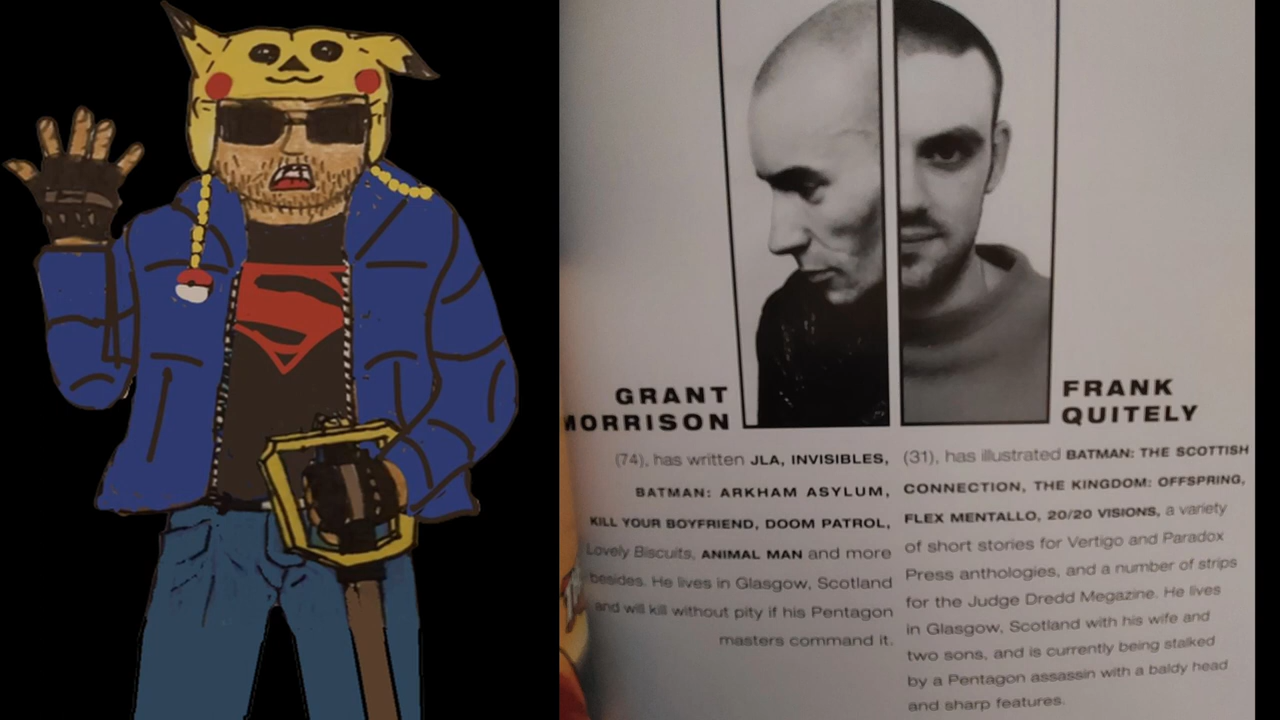 GRANT
MORRISON
(74), has written JLA, INVISIBLES,
BATMAN: ARKHAM ASYLUM,
KILL YOUR BOYFRIEND, DOOM PATROL,
Lovely Biscuits, ANIMAL MAN and more
besides. He lives in Glasgow, Scotland
and will kill without pity if his Pentagon
masters command it.
FRANK
QUITELY
(31), has illustrated BATMAN: THE SCOTTISH
CONNECTION, THE KINGDOM: OFFSPRING,
FLEX MENTALLO, 20/20 VISIONS, a variety
of short stories for Vertigo and Paradox
Press anthologies, and a number of strips
for the Judge Dredd Megazine. He lives
in Glasgow, Scotland with his wife and
two sons, and is currently being stalked
by a Pentagon assassin with a baldy head
and sharp features.